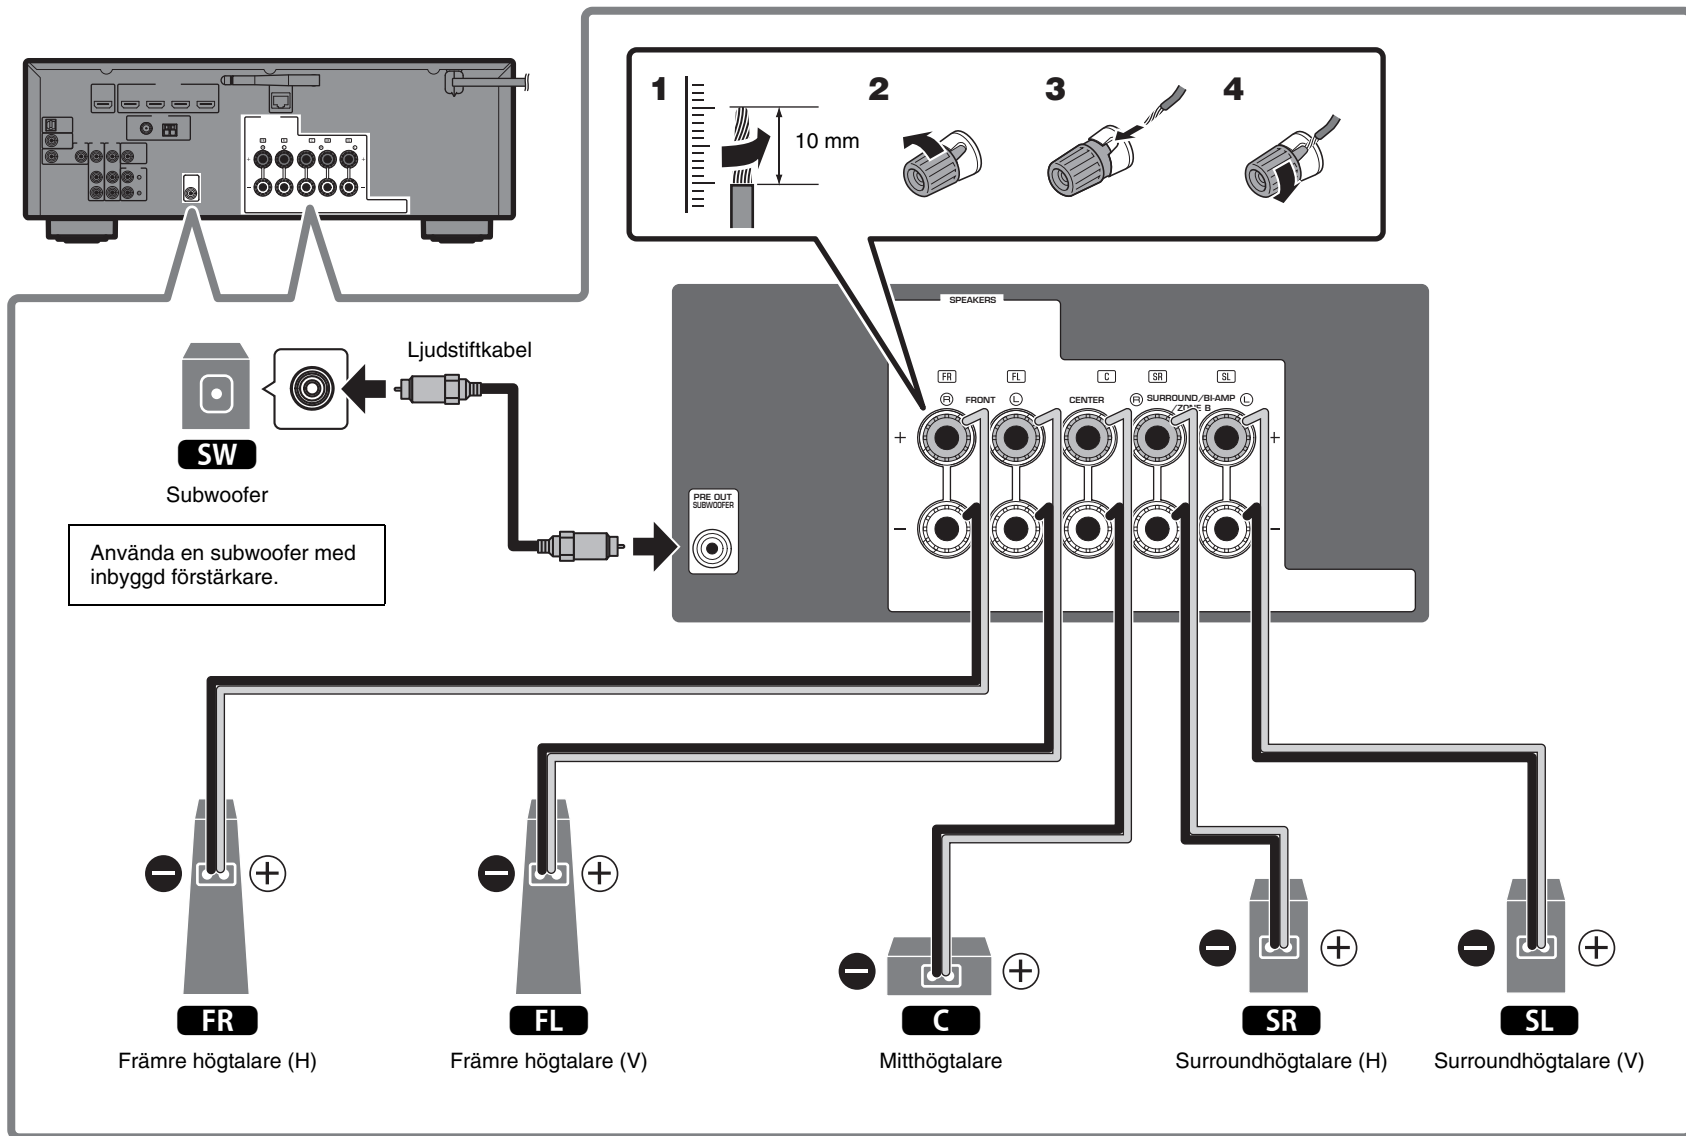 1 2 3 4
10 mm
SPEAKERS
Ljudstiftkabel
FR FL C SR SL
R FRONT L CENTER R SURROUND/BI-AMP L
/ZONE B
+ +
SW
Subwoofer
PRE OUT
SUBWOOFER
− −
Använda en subwoofer med
inbyggd förstärkare.
− + − + − + − + − +
FR FL C SR SL
Främre högtalare (H) Främre högtalare (V) Mitthögtalare Surroundhögtalare (H) Surroundhögtalare (V)